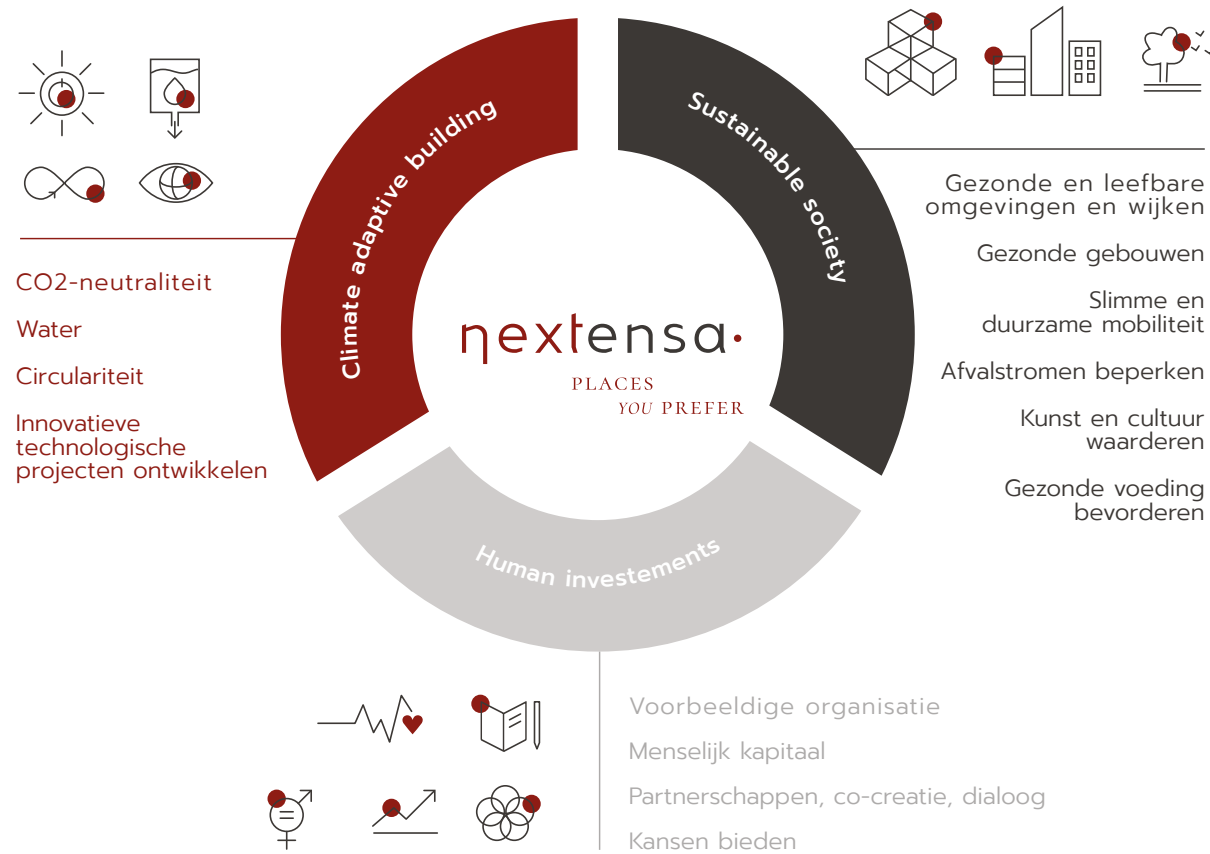 Climate adaptive building
CO2-neutraliteit
Water
Circulariteit
Innovatieve
technologische
projecten ontwikkelen
Sustainable society
Gezonde en leefbare
omgevingen en wijken
Gezonde gebouwen
Slimme en
duurzame mobiliteit
Afvalstromen beperken
Kunst en cultuur
waarderen
Gezonde voeding
bevorderen
nextensa.
PLACES
YOU PREFER
Human investements
Voorbeeldige organisatie
Menselijk kapitaal
Partnerschappen, co-creatie, dialoog
Kansen bieden